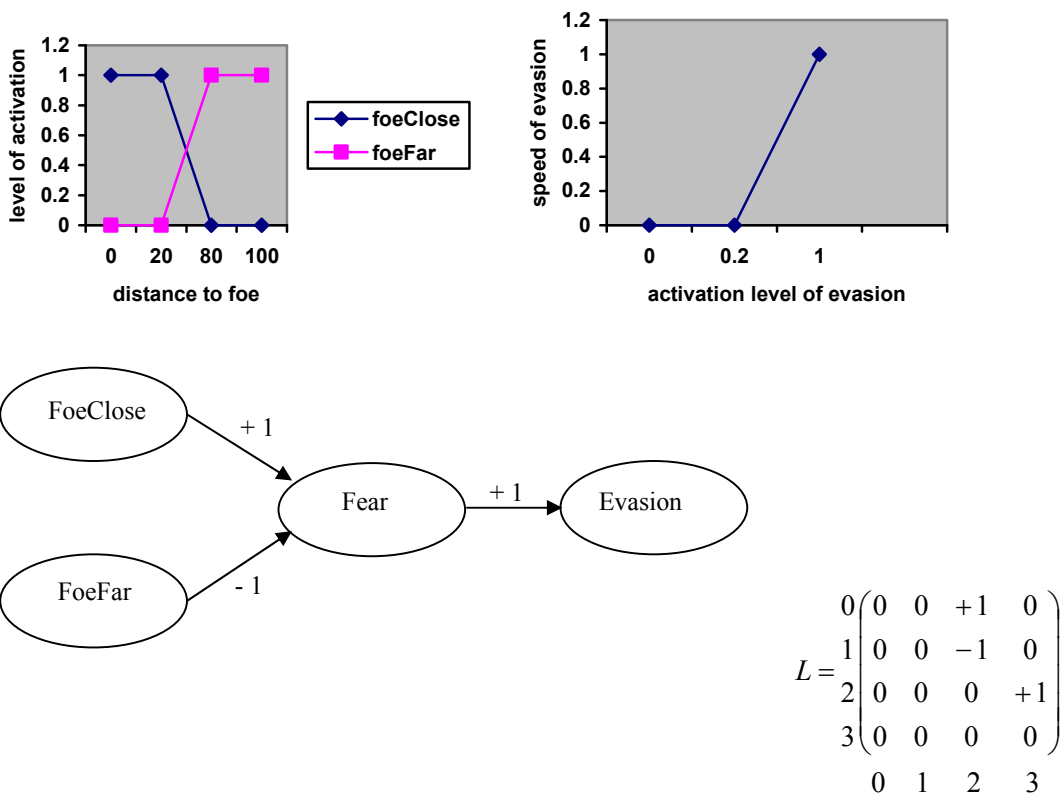 1.2
1
0.8
0.6
0.4
0.2
0
level of activation
0 20 80 100
distance to foe
foeClose
foeFar
1.2
1
0.8
0.6
0.4
0.2
0
speed of evasion
0 0.2 1
activation level of evasion
FoeClose
+ 1
Fear
+ 1
Evasion
FoeFar
- 1
L =
0 ( 0 0 +1 0 )
1 ( 0 0 −1 0 )
2 ( 0 0 0 +1 )
3 ( 0 0 0 0 )
0 1 2 3